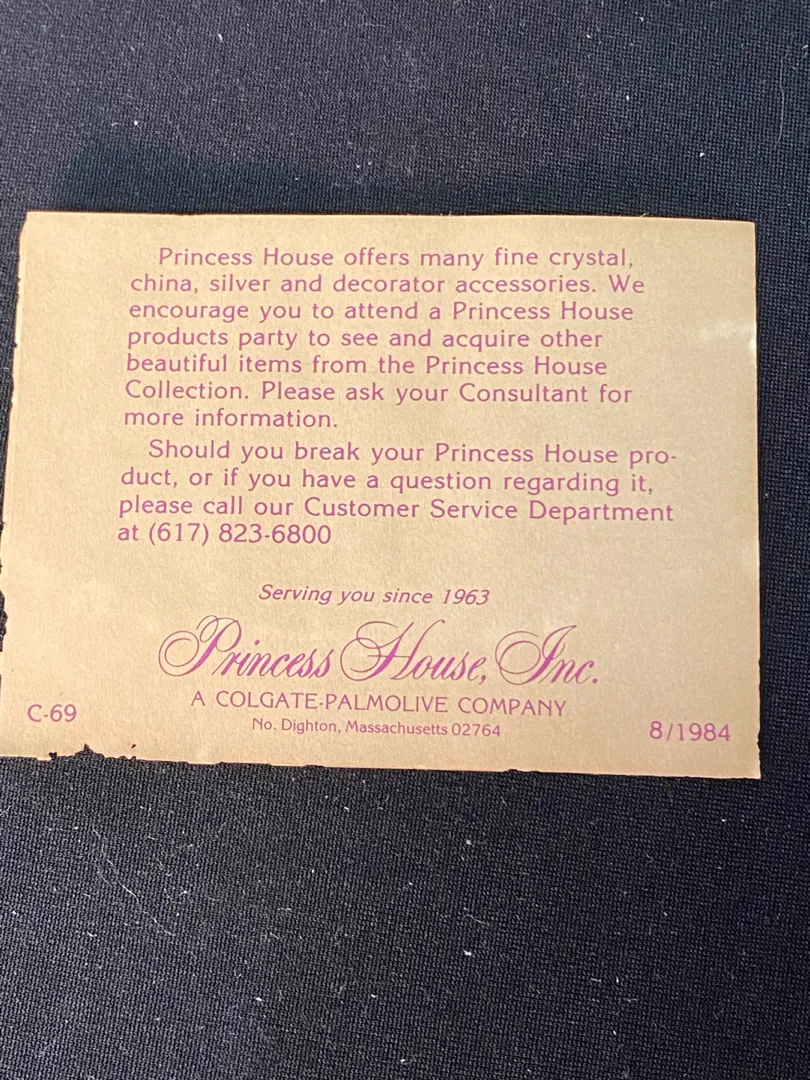 Princess House offers many fine crystal,
china, silver and decorator accessories. We
encourage you to attend a Princess House
products party to see and acquire other
beautiful items from the Princess House
Collection. Please ask your Consultant for
more information.
Should you break your Princess House pro-
duct, or if you have a question regarding it,
please call our Customer Service Department
at (617) 823-6800
Serving you since 1963
Princess House, Inc.
A COLGATE-PALMOLIVE COMPANY
No. Dighton, Massachusetts 02764
C-69
8/1984